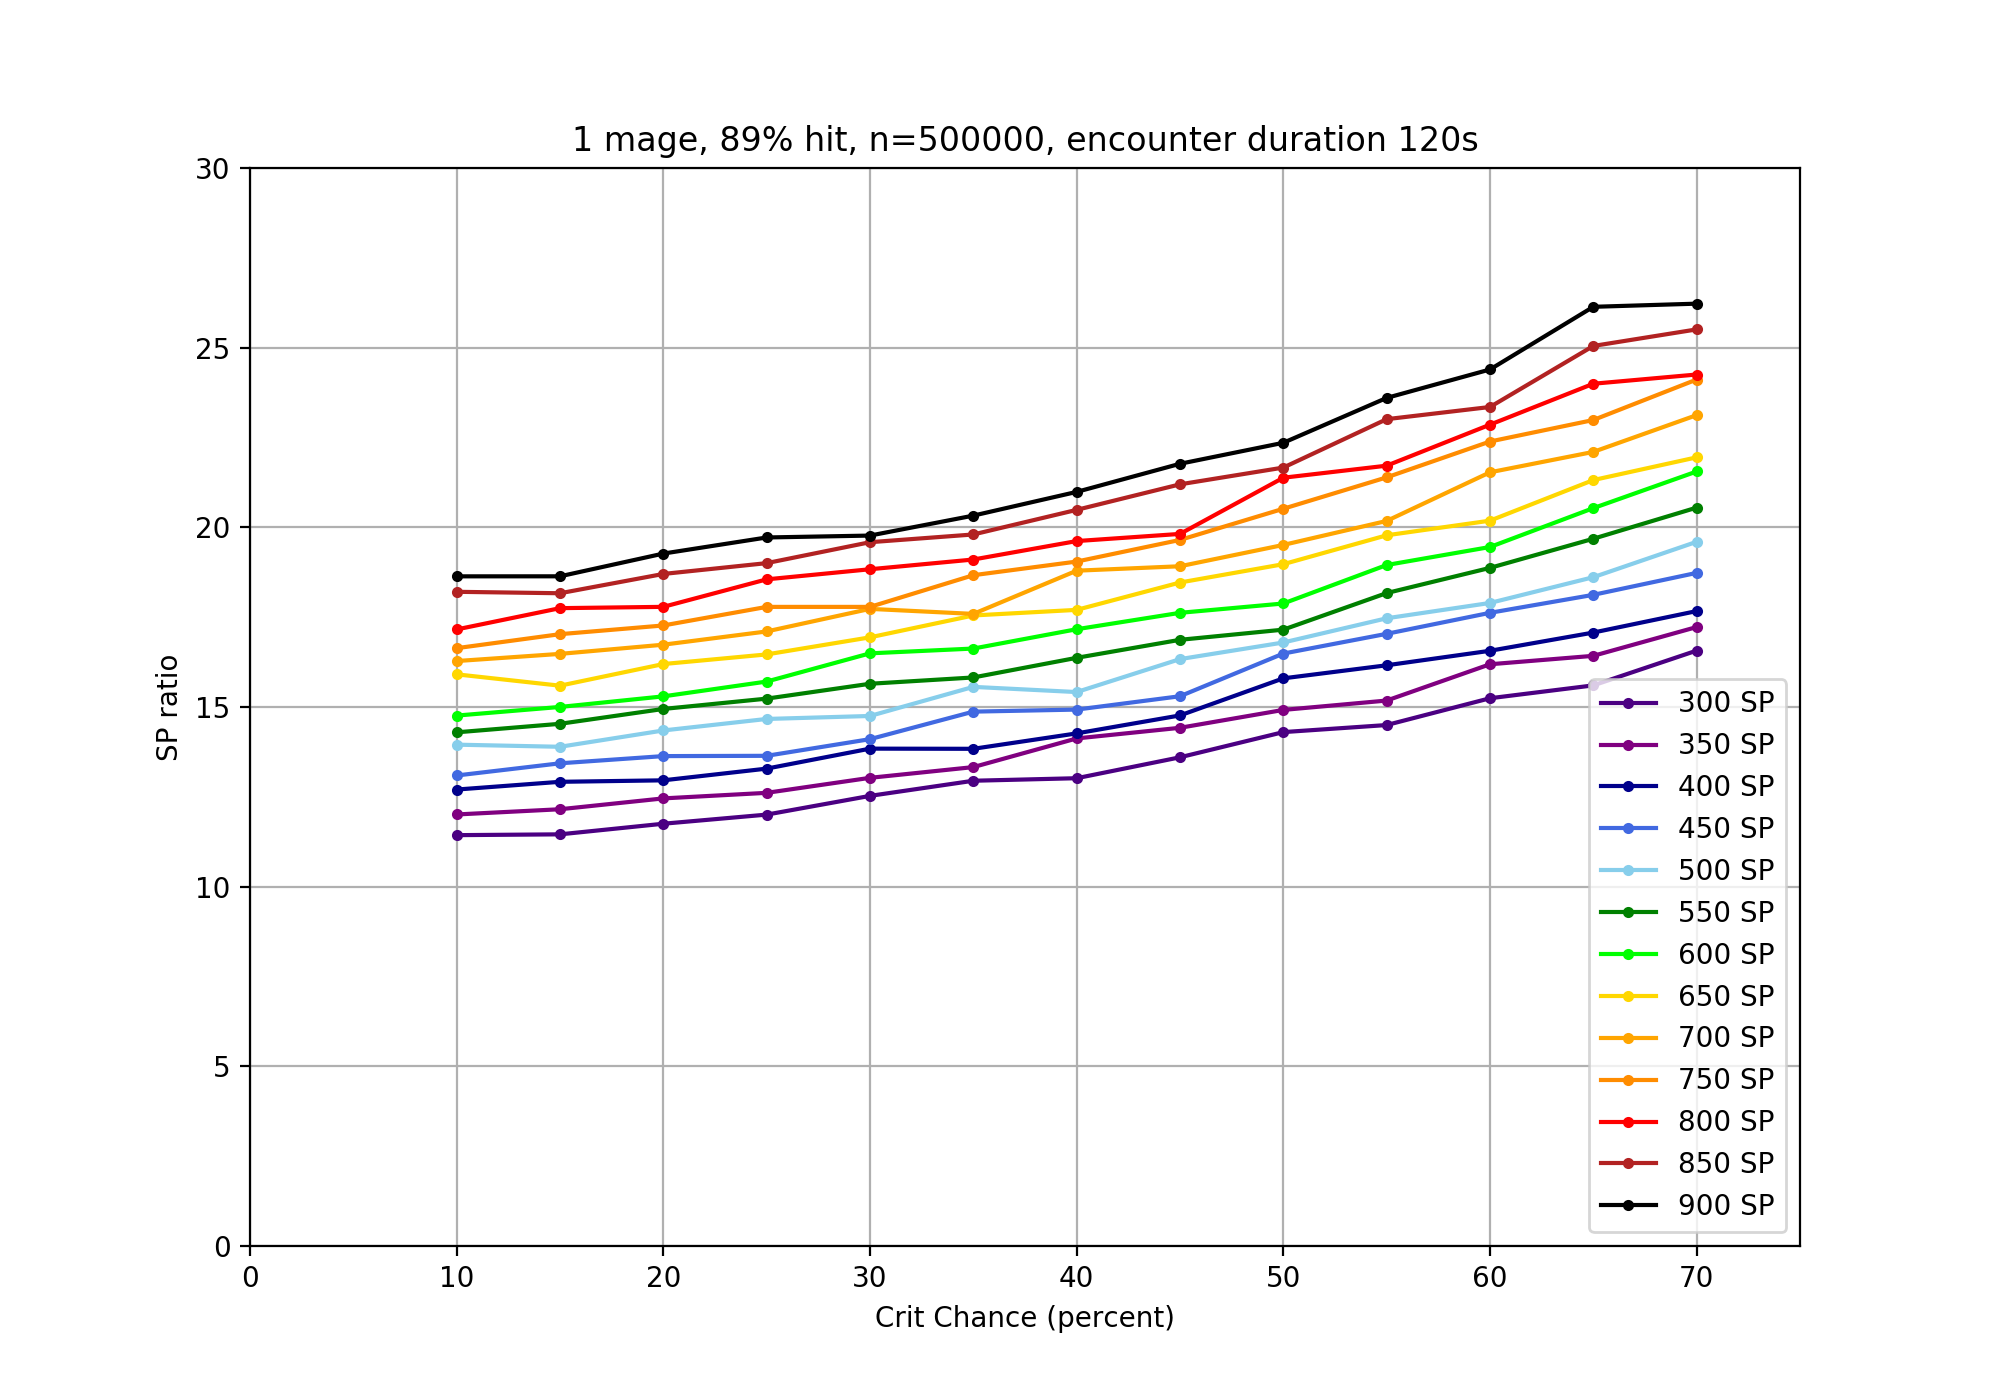 1 mage, 89% hit, n=500000, encounter duration 120s
30
25
20
15
10
5
0
SP ratio
0 10 20 30 40 50 60 70
Crit Chance (percent)
300 SP
350 SP
400 SP
450 SP
500 SP
550 SP
600 SP
650 SP
700 SP
750 SP
800 SP
850 SP
900 SP